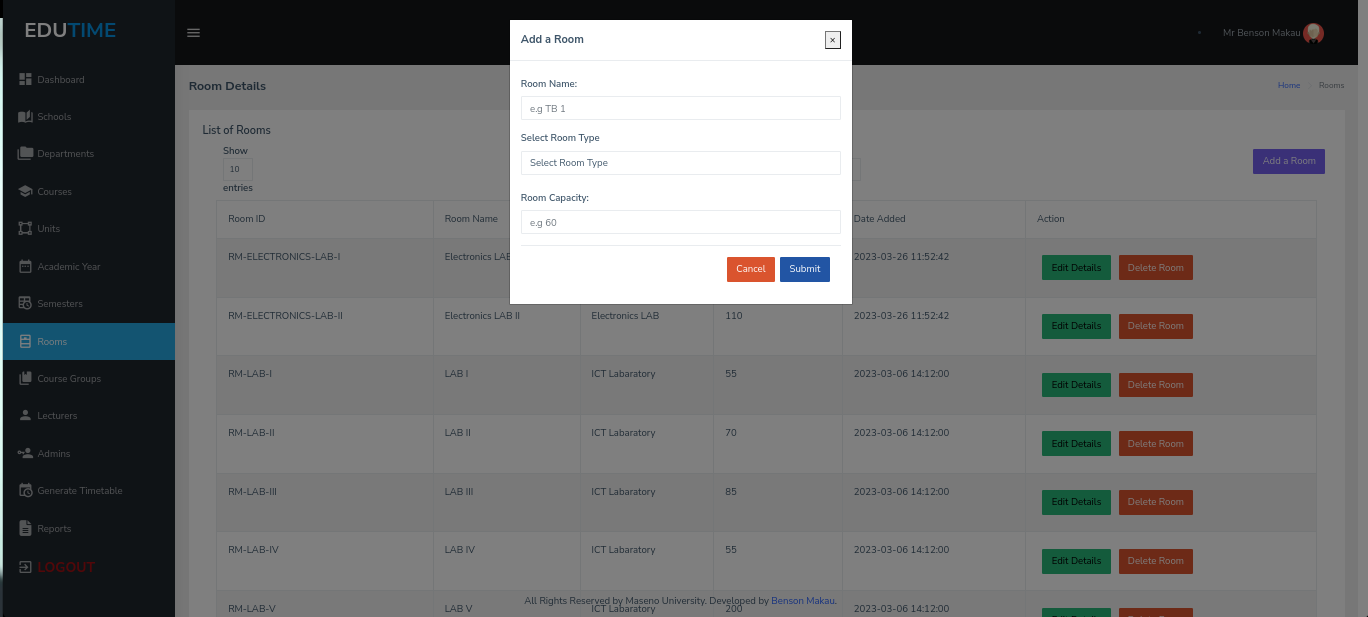 EDUTIME
Dashboard
Schools
Departments
Courses
Units
Academic Year
Semesters
Rooms
Course Groups
Lecturers
Admins
Generate Timetable
Reports
LOGOUT
Mr Benson Makau
Room Details
Home Rooms
List of Rooms
Show
10
entries
Add a Room
Room ID Room Name Date Added Action
RM-ELECTRONICS-LAB-I Electronics LAB 2023-03-26 11:52:42 Edit Details Delete Room
RM-ELECTRONICS-LAB-II Electronics LAB II Electronics LAB 110 2023-03-26 11:52:42 Edit Details Delete Room
RM-LAB-I LAB I ICT Labaratory 55 2023-03-06 14:12:00 Edit Details Delete Room
RM-LAB-II LAB II ICT Labaratory 70 2023-03-06 14:12:00 Edit Details Delete Room
RM-LAB-III LAB III ICT Labaratory 85 2023-03-06 14:12:00 Edit Details Delete Room
RM-LAB-IV LAB IV ICT Labaratory 55 2023-03-06 14:12:00 Edit Details Delete Room
RM-LAB-V LAB V ICT Labaratory 200 2023-03-06 14:12:00
All Rights Reserved by Maseno University. Developed by Benson Makau.
Add a Room
×
Room Name:
e.g TB 1
Select Room Type
Select Room Type
Room Capacity:
e.g 60
Cancel Submit